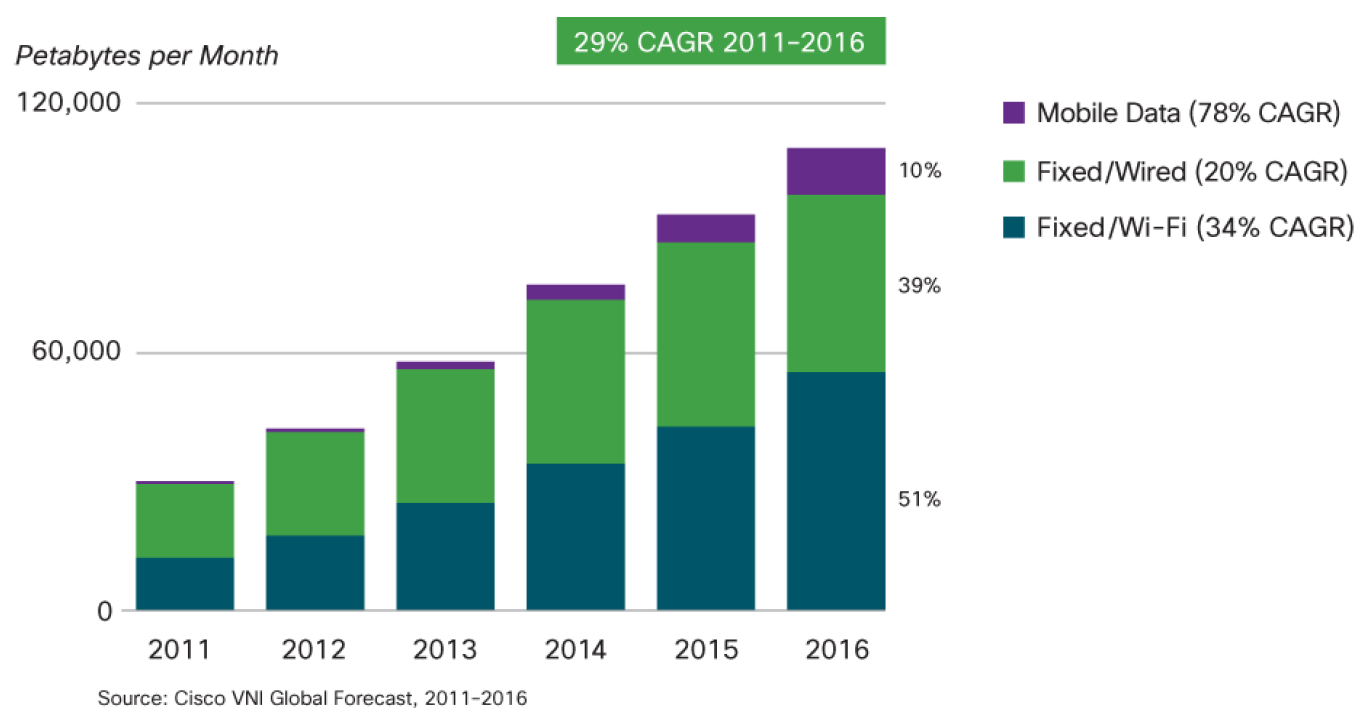 29% CAGR 2011–2016
Petabytes per Month
120,000
60,000
0
10%
39%
51%
Mobile Data (78% CAGR)
Fixed/Wired (20% CAGR)
Fixed/Wi-Fi (34% CAGR)
2011 2012 2013 2014 2015 2016
Source: Cisco VNI Global Forecast, 2011–2016